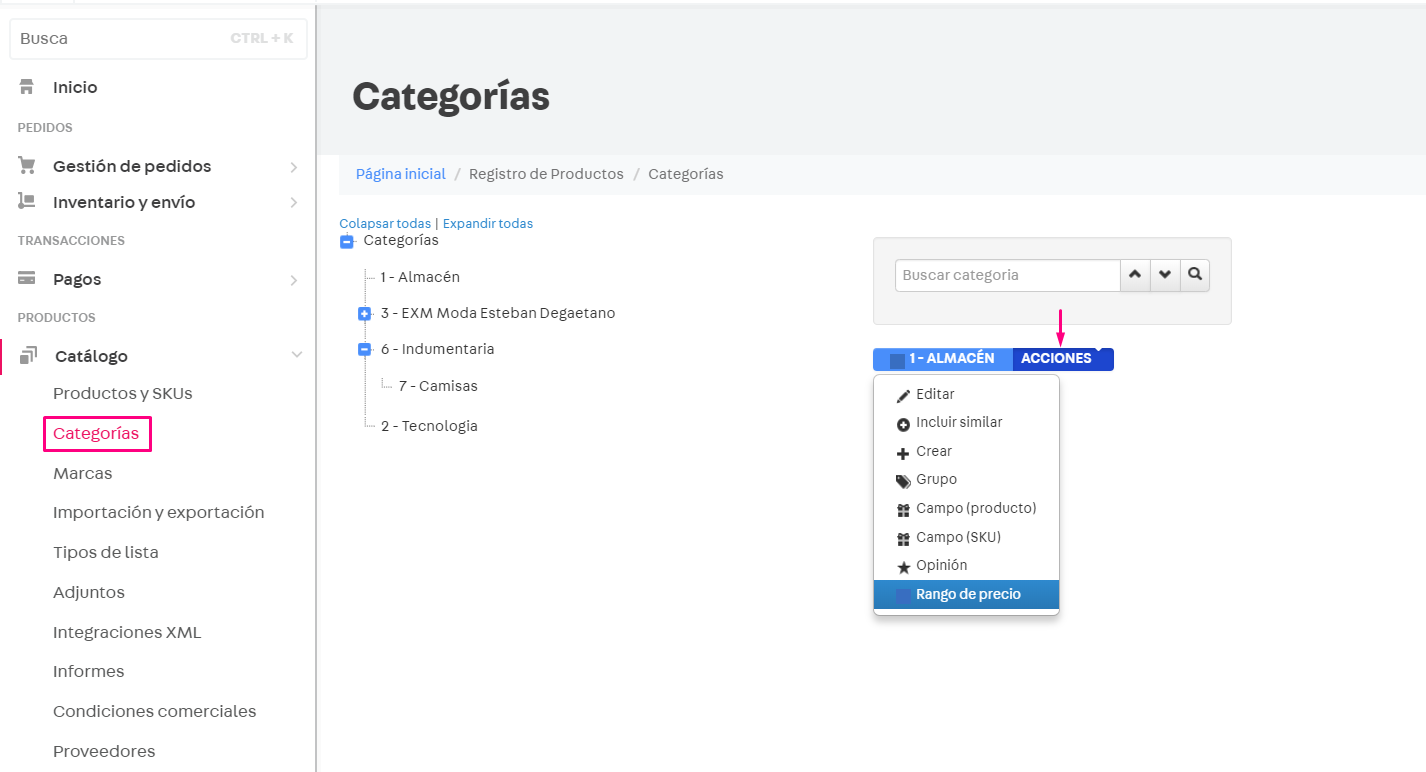 Busca CTRL + K
Inicio
PEDIDOS
Gestión de pedidos
Inventario y envío
TRANSACCIONES
Pagos
PRODUCTOS
Catálogo
Productos y SKUs
Categorías
Marcas
Importación y exportación
Tipos de lista
Adjuntos
Integraciones XML
Informes
Condiciones comerciales
Proveedores
Categorías
Página inicial / Registro de Productos / Categorías
Colapsar todas | Expandir todas
Categorías
1 - Almacén
3 - EXM Moda Esteban Degaetano
6 - Indumentaria
7 - Camisas
2 - Tecnologia
Buscar categoria
1 - ALMACÉN ACCIONES
Editar
Incluir similar
Crear
Grupo
Campo (producto)
Campo (SKU)
Opinión
Rango de precio